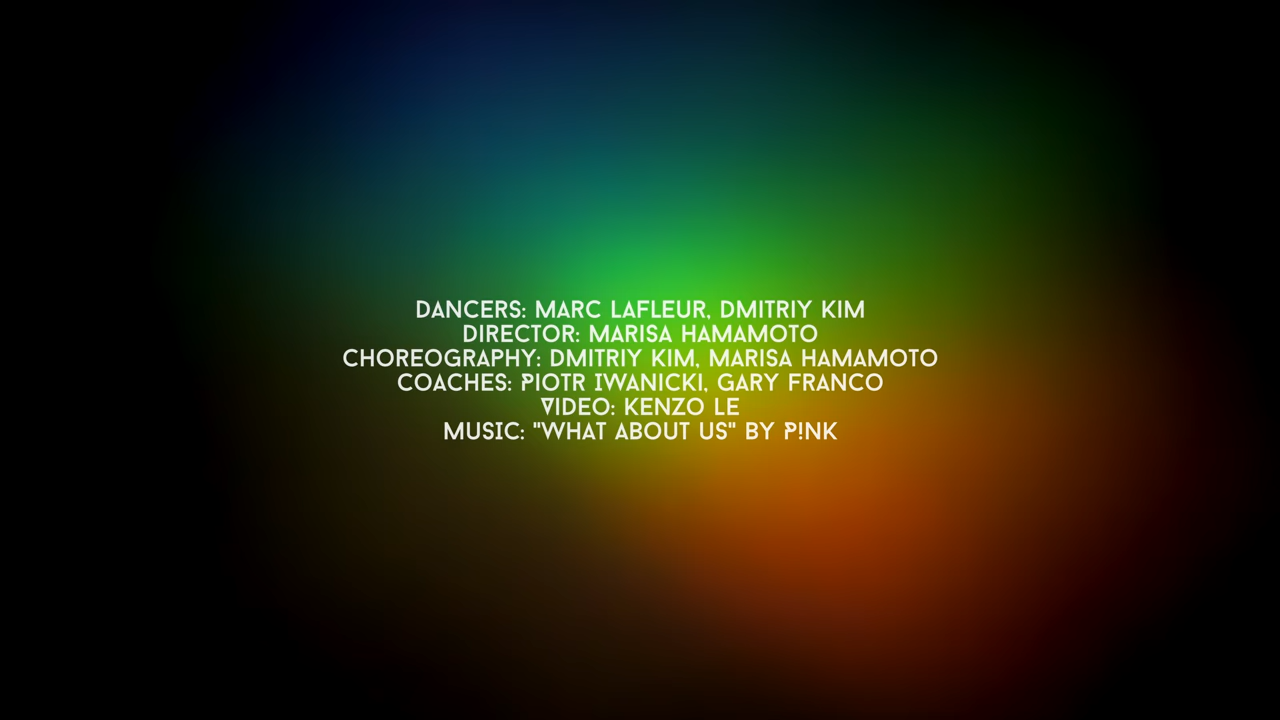 DANCERS: MARC LAFLEUR, DMITRIY KIM
DIRECTOR: MARISA HAMAMOTO
CHOREOGRAPHY: DMITRIY KIM, MARISA HAMAMOTO
COACHES: PIOTR IWANICKI, GARY FRANCO
VIDEO: KENZO LE
MUSIC: "WHAT ABOUT US" BY P!NK